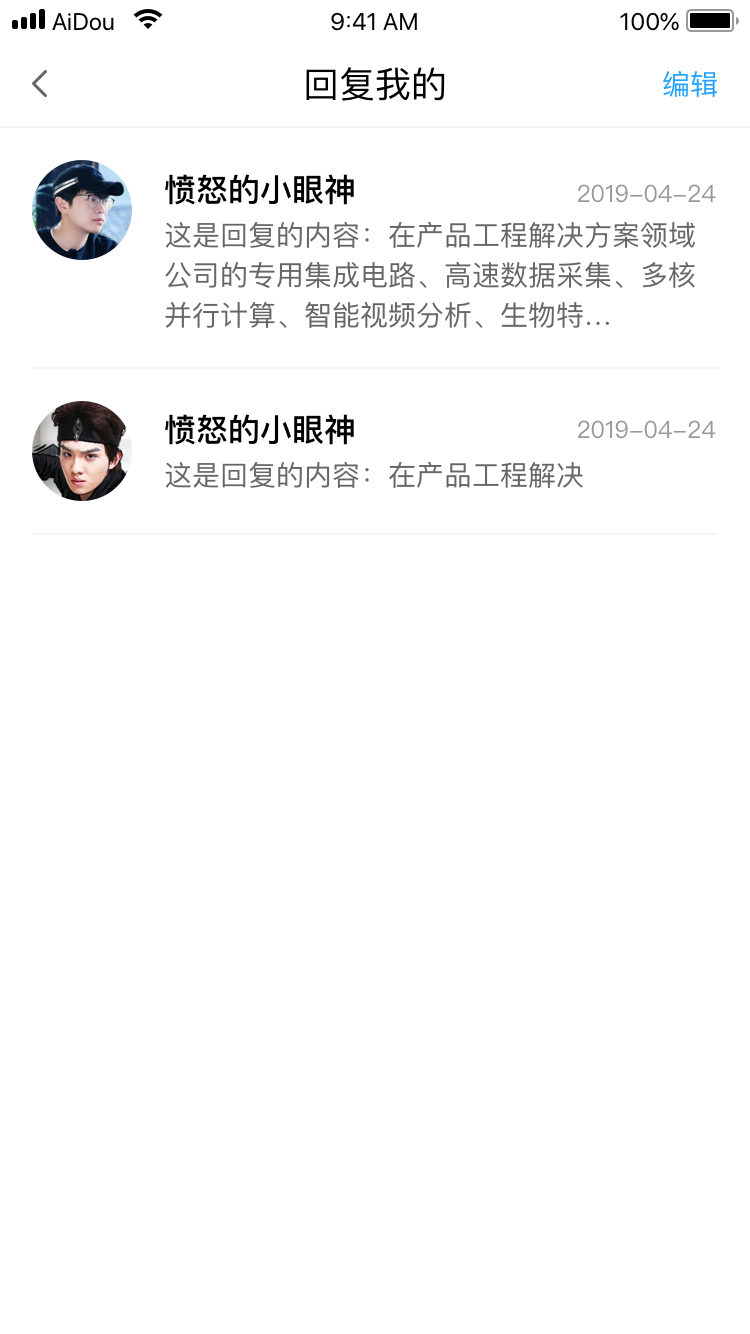 AiDou 9:41 AM 100%
回复我的 编辑
愤怒的小眼神 2019-04-24
这是回复的内容：在产品工程解决方案领域
公司的专用集成电路、高速数据采集、多核
并行计算、智能视频分析、生物特...
愤怒的小眼神 2019-04-24
这是回复的内容：在产品工程解决